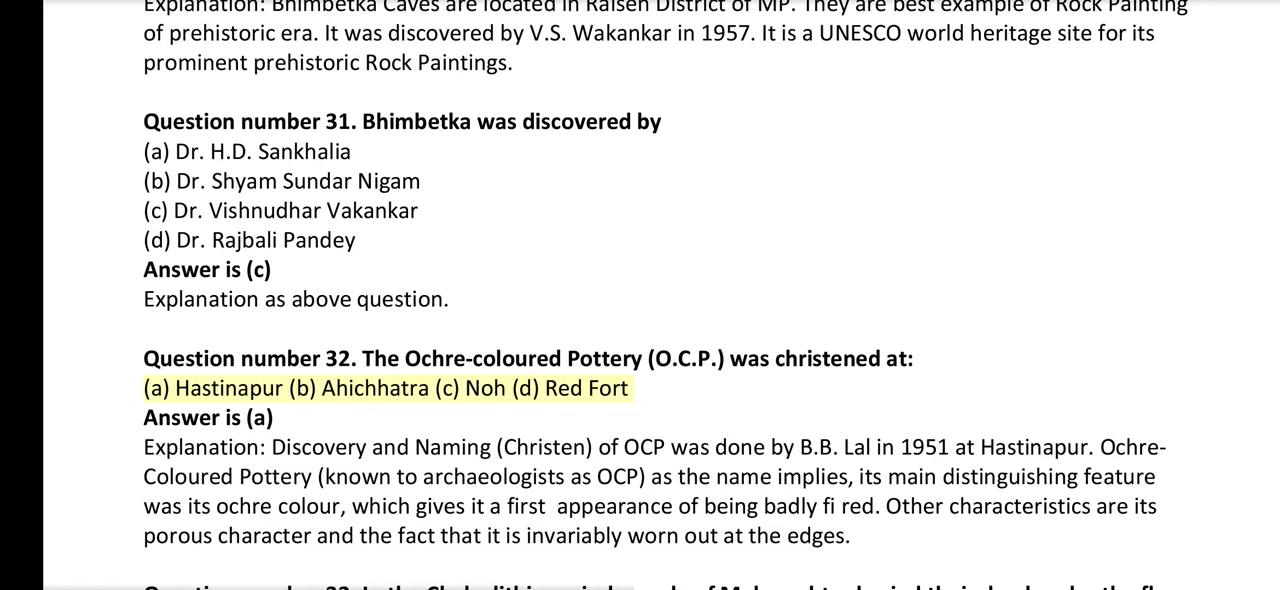 Explanation: Bhimbetka Caves are located in Raisen District of MP. They are best example of Rock Painting
of prehistoric era. It was discovered by V.S. Wakankar in 1957. It is a UNESCO world heritage site for its
prominent prehistoric Rock Paintings.
Question number 31. Bhimbetka was discovered by
(a) Dr. H.D. Sankhalia
(b) Dr. Shyam Sundar Nigam
(c) Dr. Vishnudhar Vakankar
(d) Dr. Rajbali Pandey
Answer is (c)
Explanation as above question.
Question number 32. The Ochre-coloured Pottery (O.C.P.) was christened at:
(a) Hastinapur (b) Ahichhatra (c) Noh (d) Red Fort
Answer is (a)
Explanation: Discovery and Naming (Christen) of OCP was done by B.B. Lal in 1951 at Hastinapur. Ochre-
Coloured Pottery (known to archaeologists as OCP) as the name implies, its main distinguishing feature
was its ochre colour, which gives it a first  appearance of being badly fi red. Other characteristics are its
porous character and the fact that it is invariably worn out at the edges.